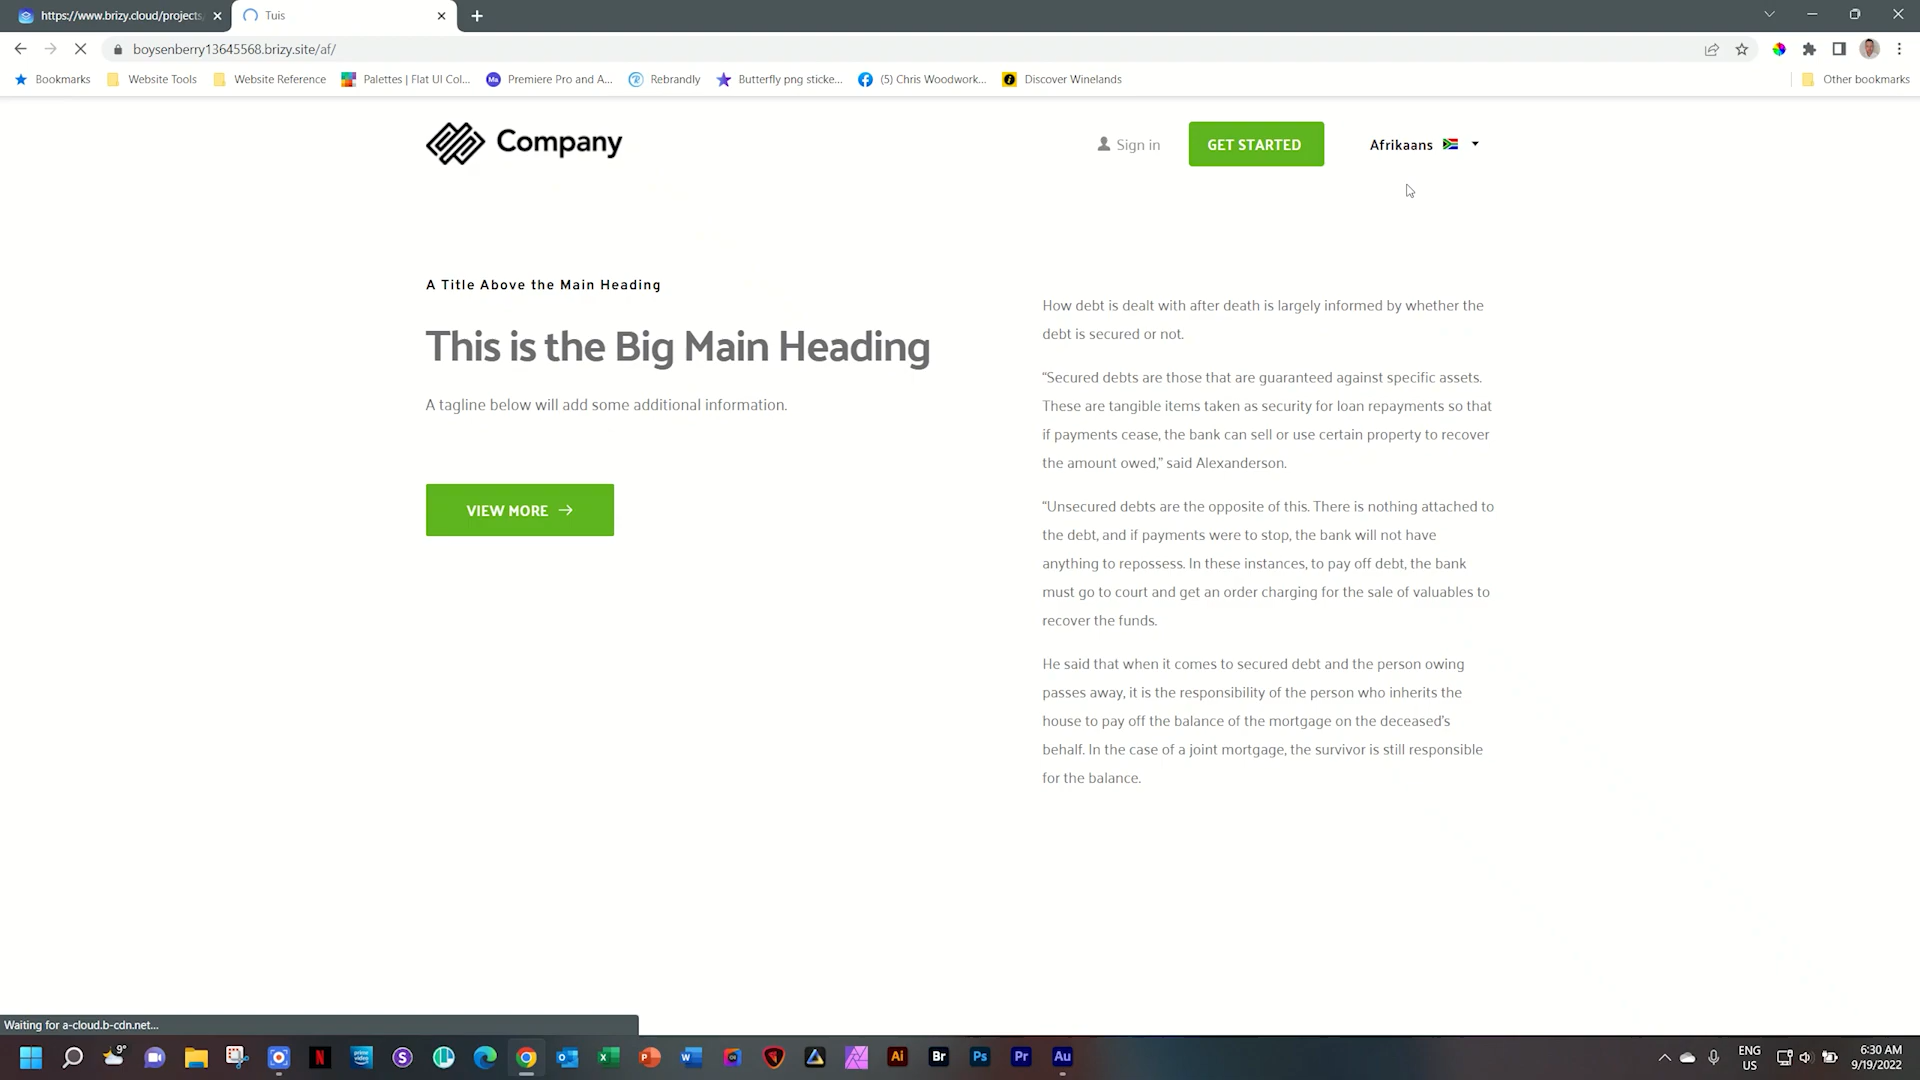 https://www.brizy.cloud/projects,
Tuis
boysenberry13645568.brizy.site/af/
Bookmarks
Website Tools
Website Reference
Palettes | Flat UI Col...
Ma
Premiere Pro and A...
Rebrandly
Butterfly png sticke...
(5) Chris Woodwork...
Discover Winelands
Other bookmarks
Company
Sign in
GET STARTED
Afrikaans
A Title Above the Main Heading
This is the Big Main Heading
A tagline below will add some additional information.
VIEW MORE
How debt is dealt with after death is largely informed by whether the
debt is secured or not.
“Secured debts are those that are guaranteed against specific assets.
These are tangible items taken as security for loan repayments so that
if payments cease, the bank can sell or use certain property to recover
the amount owed,” said Alexanderson.
“Unsecured debts are the opposite of this. There is nothing attached to
the debt, and if payments were to stop, the bank will not have
anything to repossess. In these instances, to pay off debt, the bank
must go to court and get an order charging for the sale of valuables to
recover the funds.
He said that when it comes to secured debt and the person owing
passes away, it is the responsibility of the person who inherits the
house to pay off the balance of the mortgage on the deceased’s
behalf. In the case of a joint mortgage, the survivor is still responsible
for the balance.
Waiting for a-cloud.b-cdn.net...
9°
N
prime video
S
Ai
Br
Ps
Pr
Au
ENG
US
6:30 AM
9/19/2022